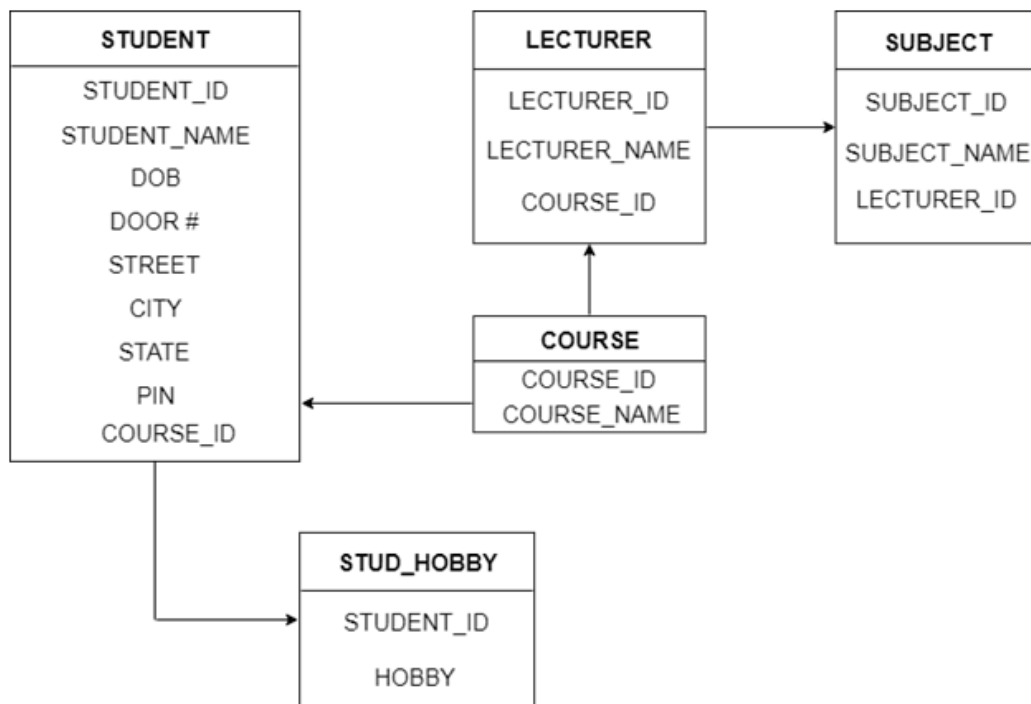 STUDENT
STUDENT_ID
STUDENT_NAME
DOB
DOOR #
STREET
CITY
STATE
PIN
COURSE_ID
LECTURER
LECTURER_ID
LECTURER_NAME
COURSE_ID
SUBJECT
SUBJECT_ID
SUBJECT_NAME
LECTURER_ID
COURSE
COURSE_ID
COURSE_NAME
STUD_HOBBY
STUDENT_ID
HOBBY